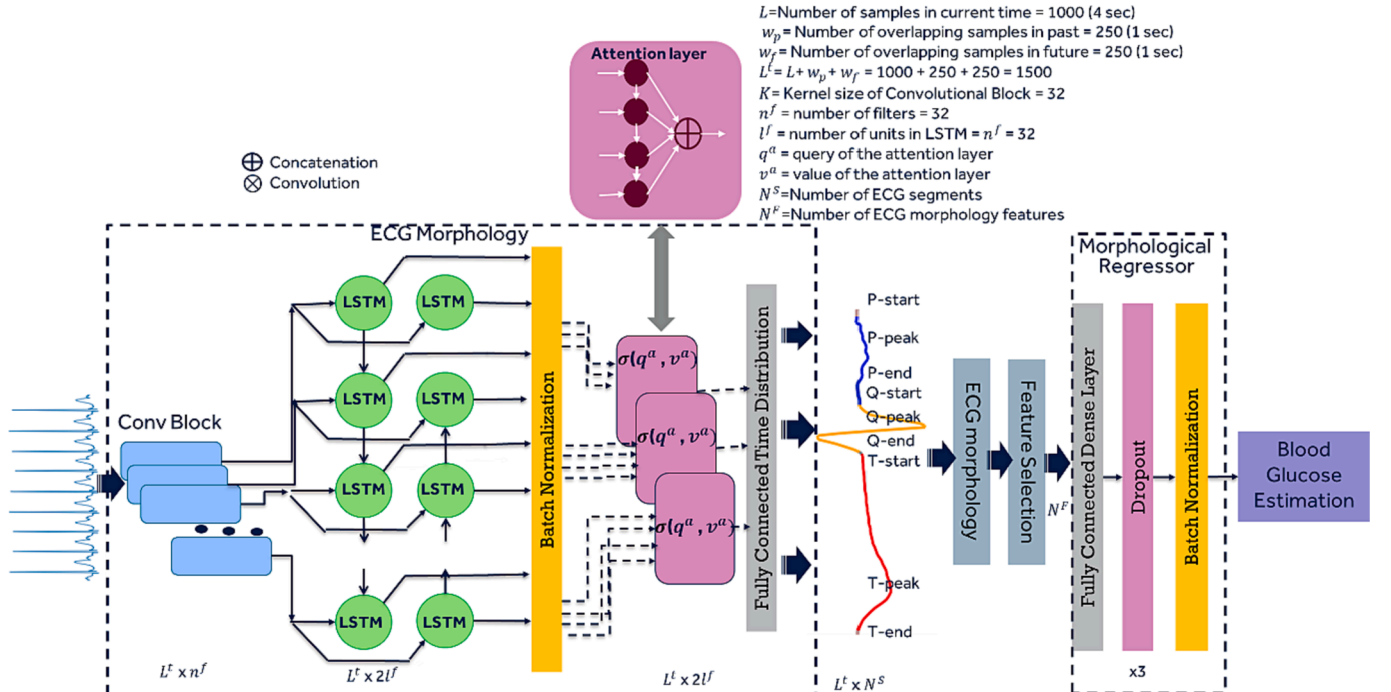 L=Number of samples in current time = 1000 (4 sec)
w_p= Number of overlapping samples in past = 250 (1 sec)
w_f= Number of overlapping samples in future = 250 (1 sec)
L^t= L+ w_p + w_f = 1000 + 250 + 250 = 1500
K= Kernel size of Convolutional Block = 32
n^f = number of filters = 32
l^f = number of units in LSTM = n^f = 32
q^a = query of the attention layer
v^a = value of the attention layer
N^S=Number of ECG segments
N^F=Number of ECG morphology features
Attention layer
⊕ Concatenation
⊗ Convolution
ECG Morphology
Conv Block
LSTM
LSTM
LSTM
LSTM
LSTM
LSTM
LSTM
LSTM
Batch Normalization
σ(q^a, v^a)
σ(q^a, v^a)
σ(q^a, v^a)
Fully Connected Time Distribution
L^t x n^f
L^t x 2l^f
L^t x 2l^f
L^t x N^S
P-start
P-peak
P-end
Q-start
Q-peak
Q-end
T-start
T-peak
T-end
ECG morphology
Feature Selection
N^F
Morphological
Regressor
Fully Connected Dense Layer
Dropout
Batch Normalization
x3
Blood
Glucose
Estimation